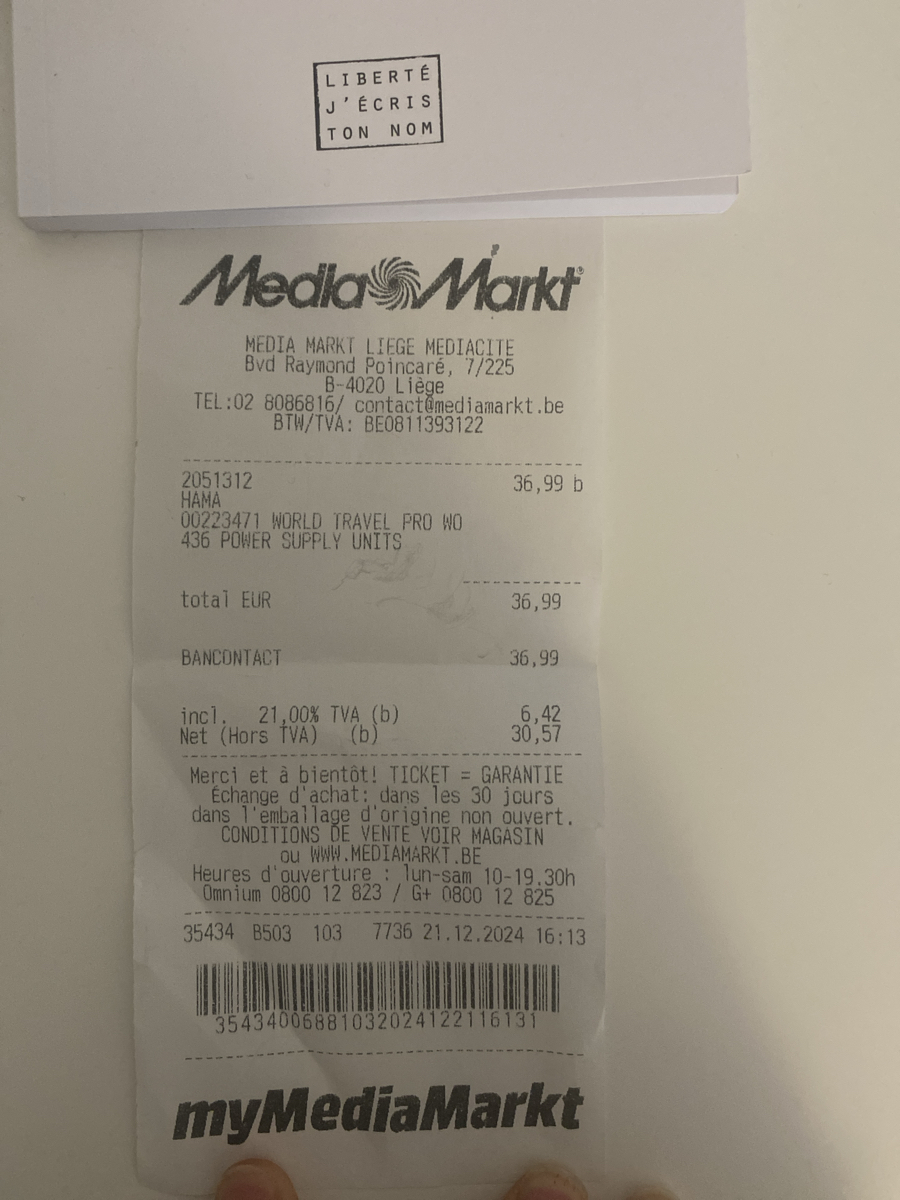 LIBERTÉ
J'ÉCRIS
TON NOM
Media Markt®
MEDIA MARKT LIEGE MEDIACITE
Bvd Raymond Poincaré, 7/225
B-4020 Liège
TEL:02 8086816/ contact@mediamarkt.be
BTW/TVA: BE0811393122
2051312 36,99 b
HAMA
00223471 WORLD TRAVEL PRO WO
436 POWER SUPPLY UNITS
total EUR 36,99
BANCONTACT 36,99
incl. 21,00% TVA (b) 6,42
Net (Hors TVA) (b) 30,57
Merci et à bientôt! TICKET = GARANTIE
Échange d'achat: dans les 30 jours
dans l'emballage d'origine non ouvert.
CONDITIONS DE VENTE VOIR MAGASIN
ou WWW.MEDIAMARKT.BE
Heures d'ouverture : lun-sam 10-19.30h
Omnium 0800 12 823 / G+ 0800 12 825
35434 B503 103 7736 21.12.2024 16:13
35434006881032024122116131
myMediaMarkt